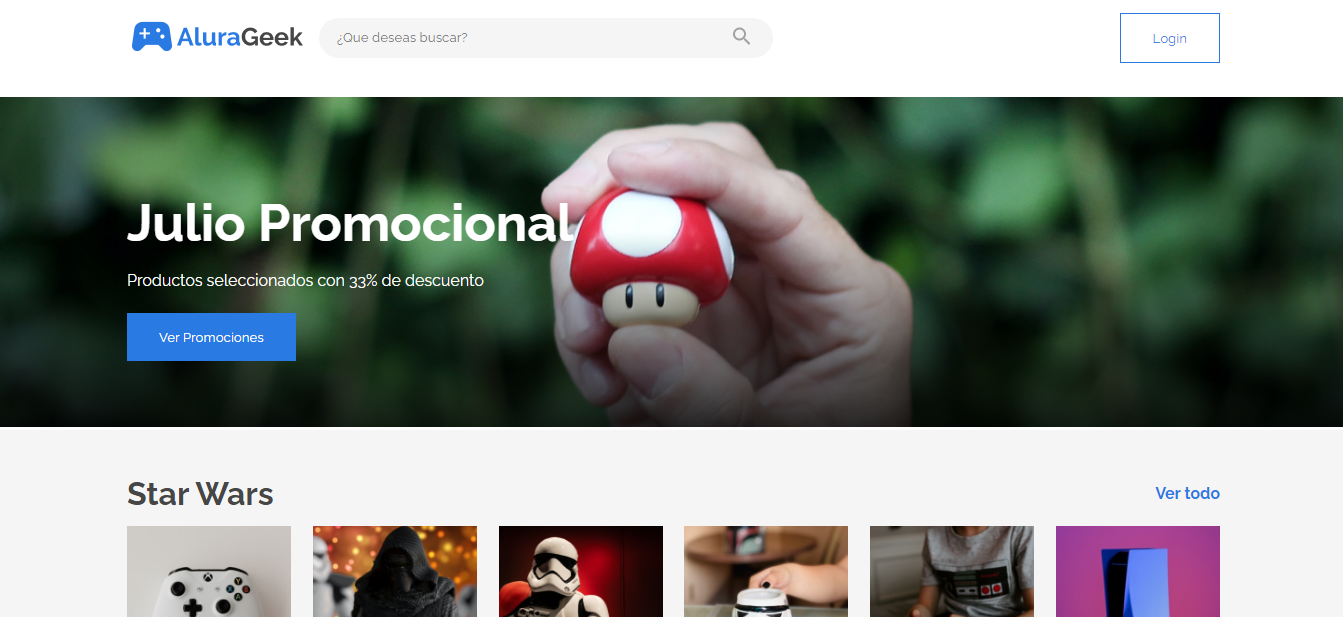 AluraGeek
¿Que deseas buscar?
Login
Julio Promocional
Productos seleccionados con 33% de descuento
Ver Promociones
Star Wars
Ver todo